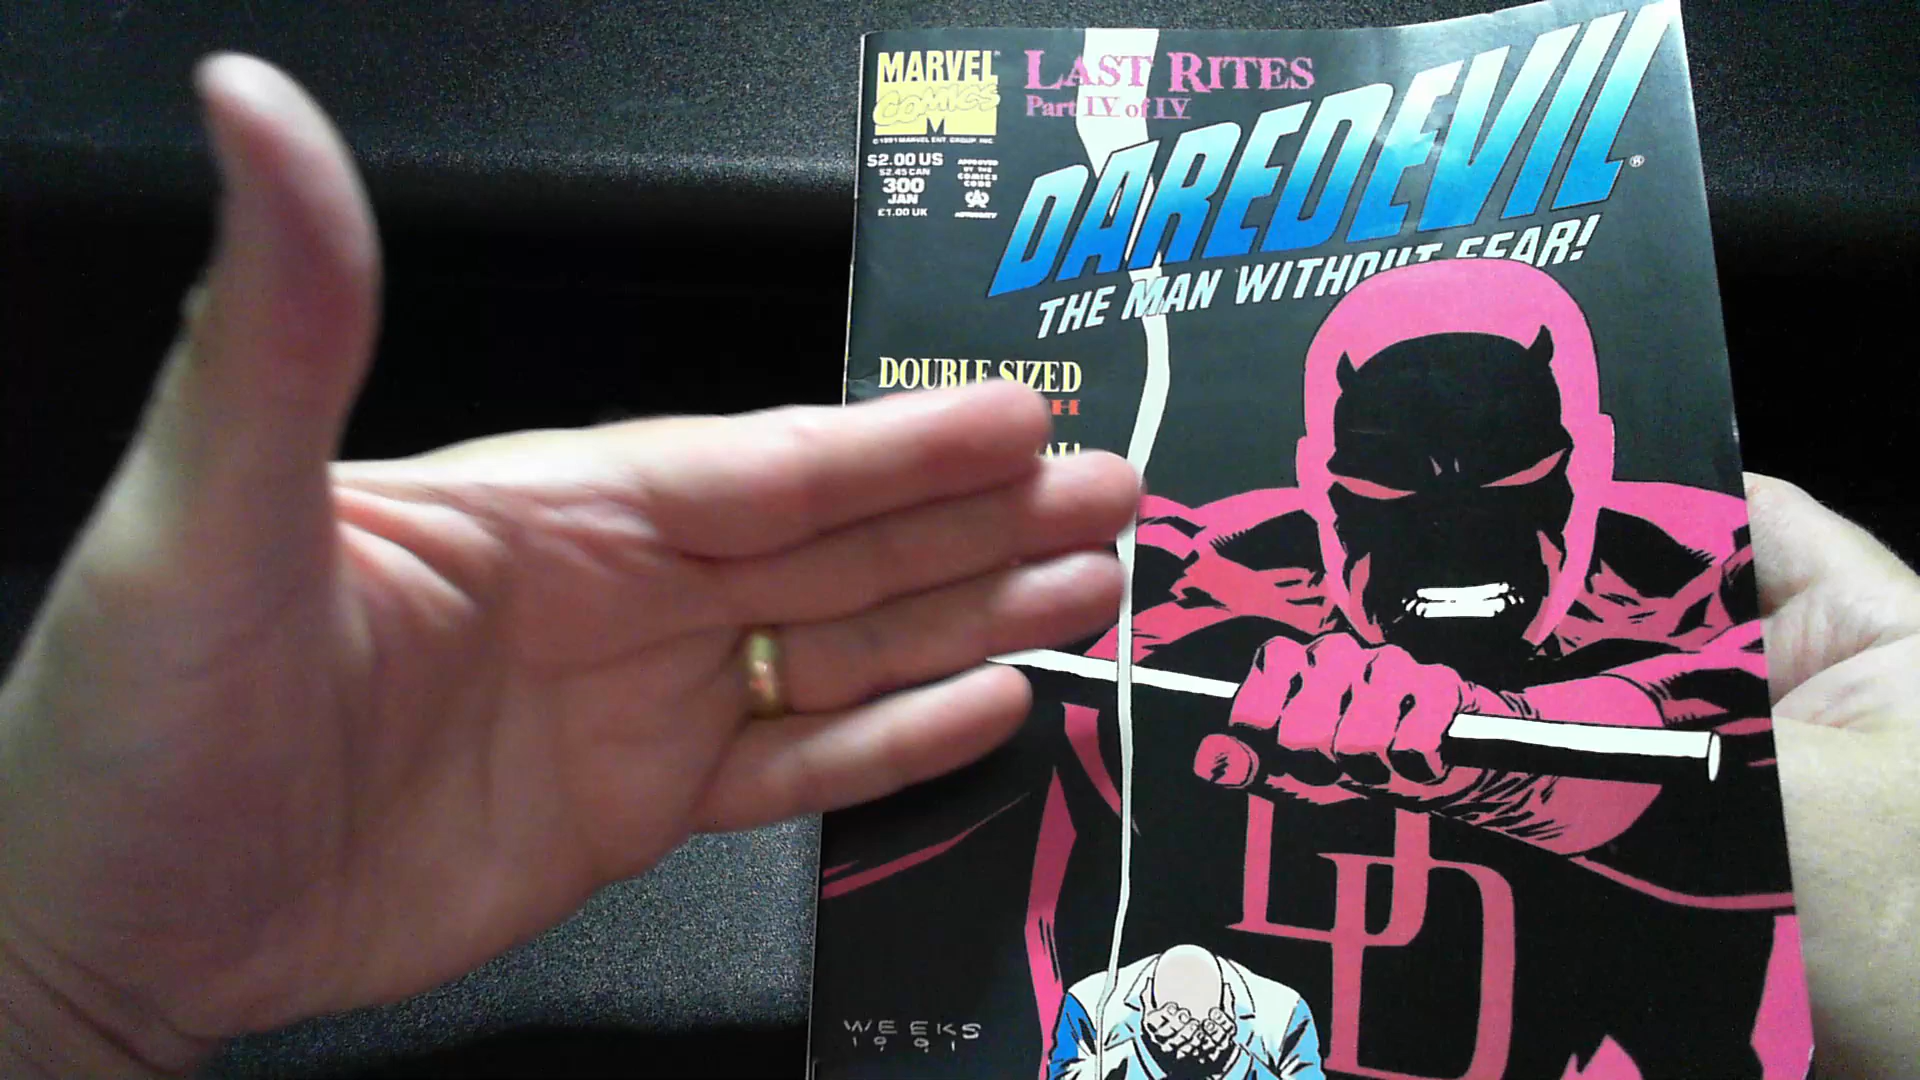 MARVEL
COMICS
©1991 MARVEL ENT. GROUP, INC.
$2.00 US
$2.45 CAN
300
JAN
£1.00 UK
APPROVED
BY THE
COMICS
CODE
CA
AUTHORITY
LAST RITES
Part IV of IV
DAREDEVIL®
THE MAN WITHOUT FEAR!
DOUBLE SIZED
DD
WEEKS
1991